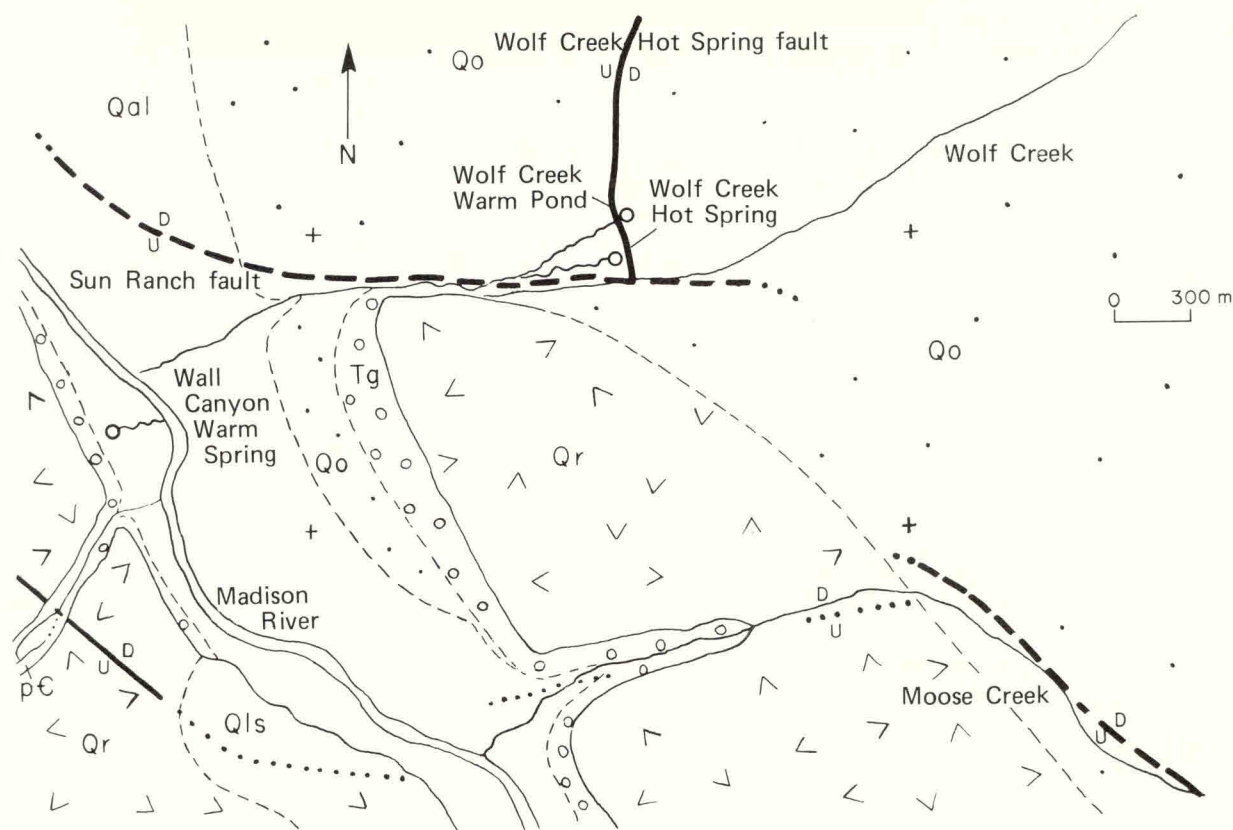 Wolf Creek Hot Spring fault
Qo
U D
Qal
N
Wolf Creek
Wolf Creek
Warm Pond
Wolf Creek
Hot Spring
D
U
Sun Ranch fault
0 300 m
Qo
Wall
Canyon
Warm
Spring
Tg
Qo
Qr
Madison
River
D
U
U D
p€
Qr
Qls
Moose Creek
D
U